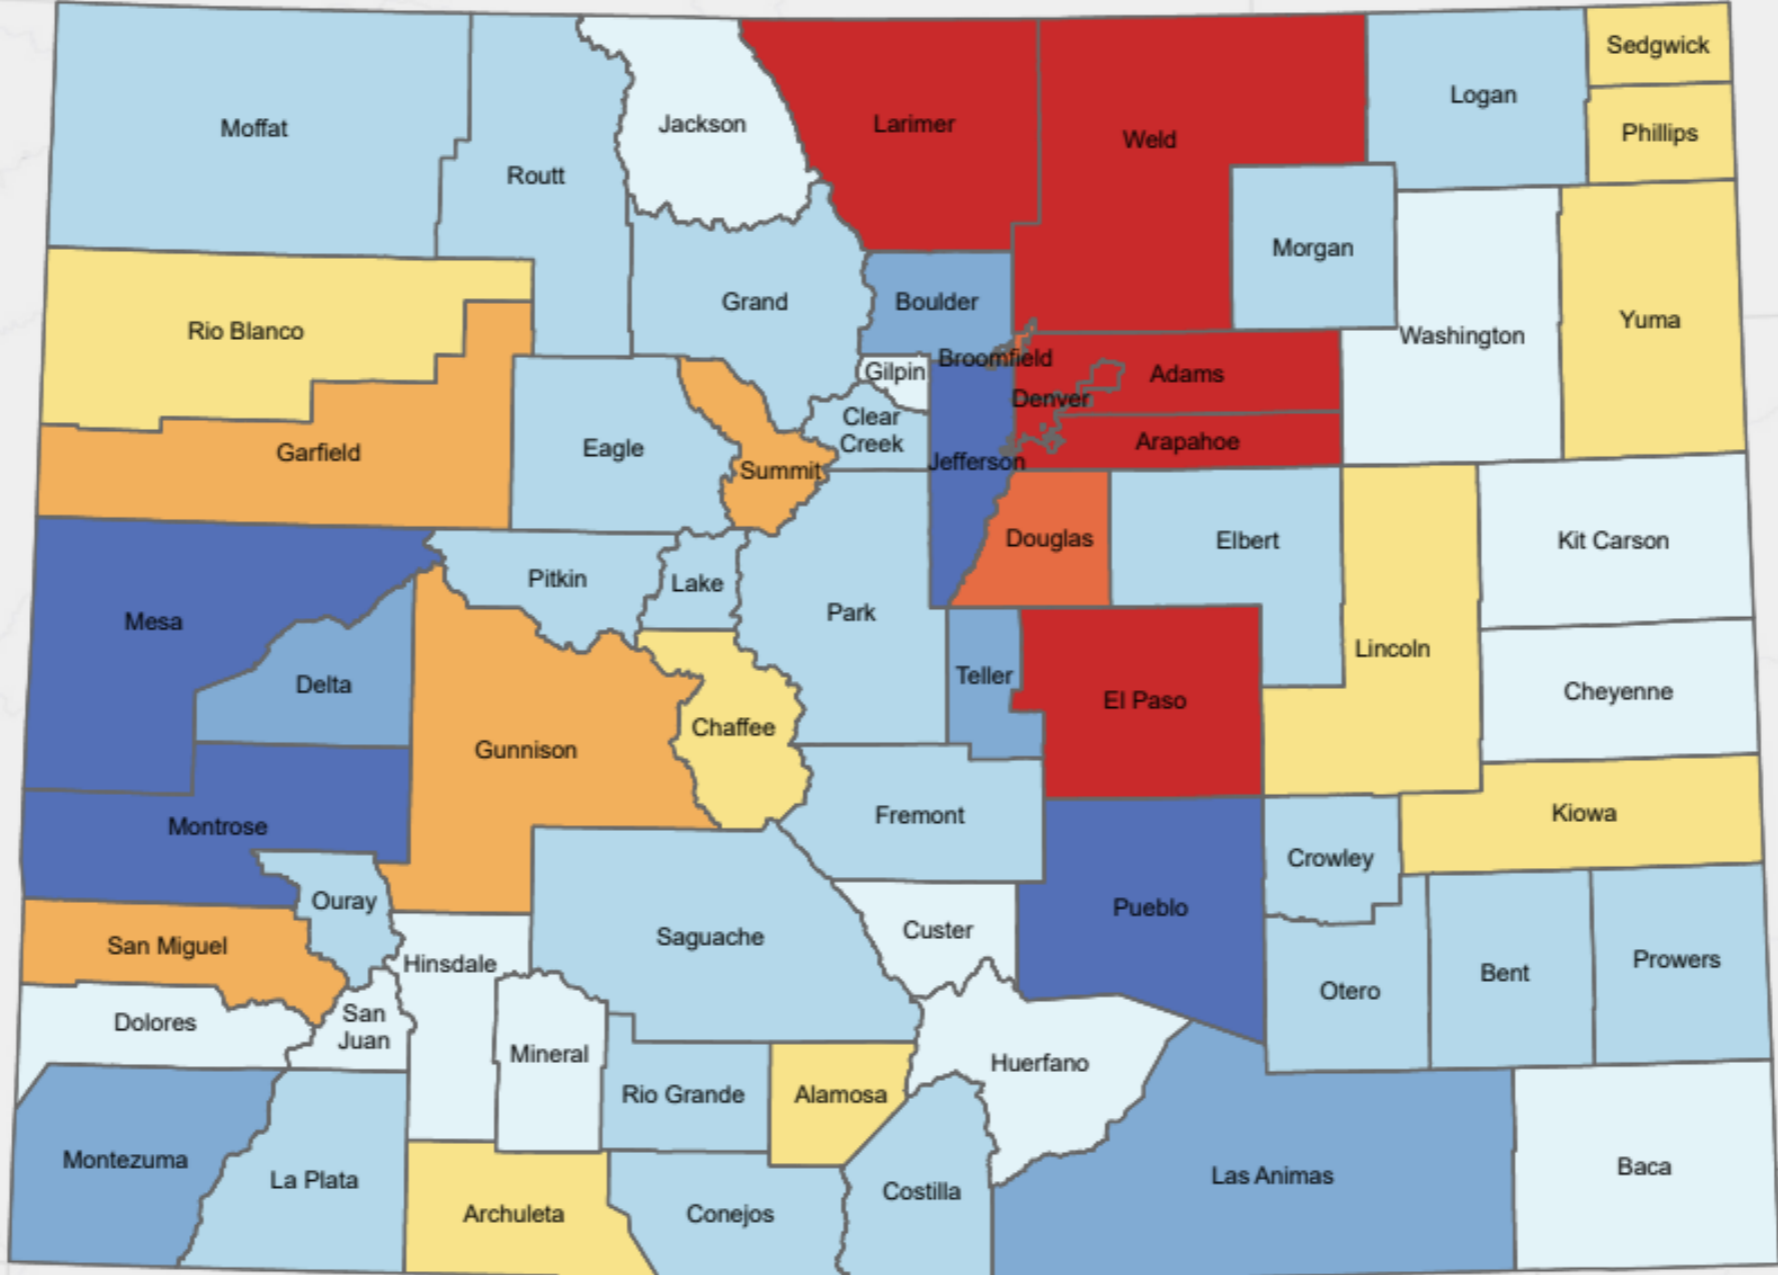 Sedgwick
Logan
Moffat
Jackson
Larimer
Weld
Phillips
Routt
Morgan
Grand
Boulder
Yuma
Rio Blanco
Washington
Broomfield
Gilpin
Adams
Denver
Clear
Creek
Arapahoe
Garfield
Eagle
Jefferson
Summit
Douglas
Elbert
Kit Carson
Pitkin
Lake
Park
Mesa
Lincoln
Teller
Delta
Cheyenne
El Paso
Chaffee
Gunnison
Kiowa
Fremont
Montrose
Crowley
Ouray
Pueblo
Custer
Saguache
San Miguel
Prowers
Hinsdale
Bent
Otero
San
Juan
Dolores
Mineral
Huerfano
Rio Grande
Alamosa
Montezuma
Baca
Las Animas
La Plata
Costilla
Archuleta
Conejos